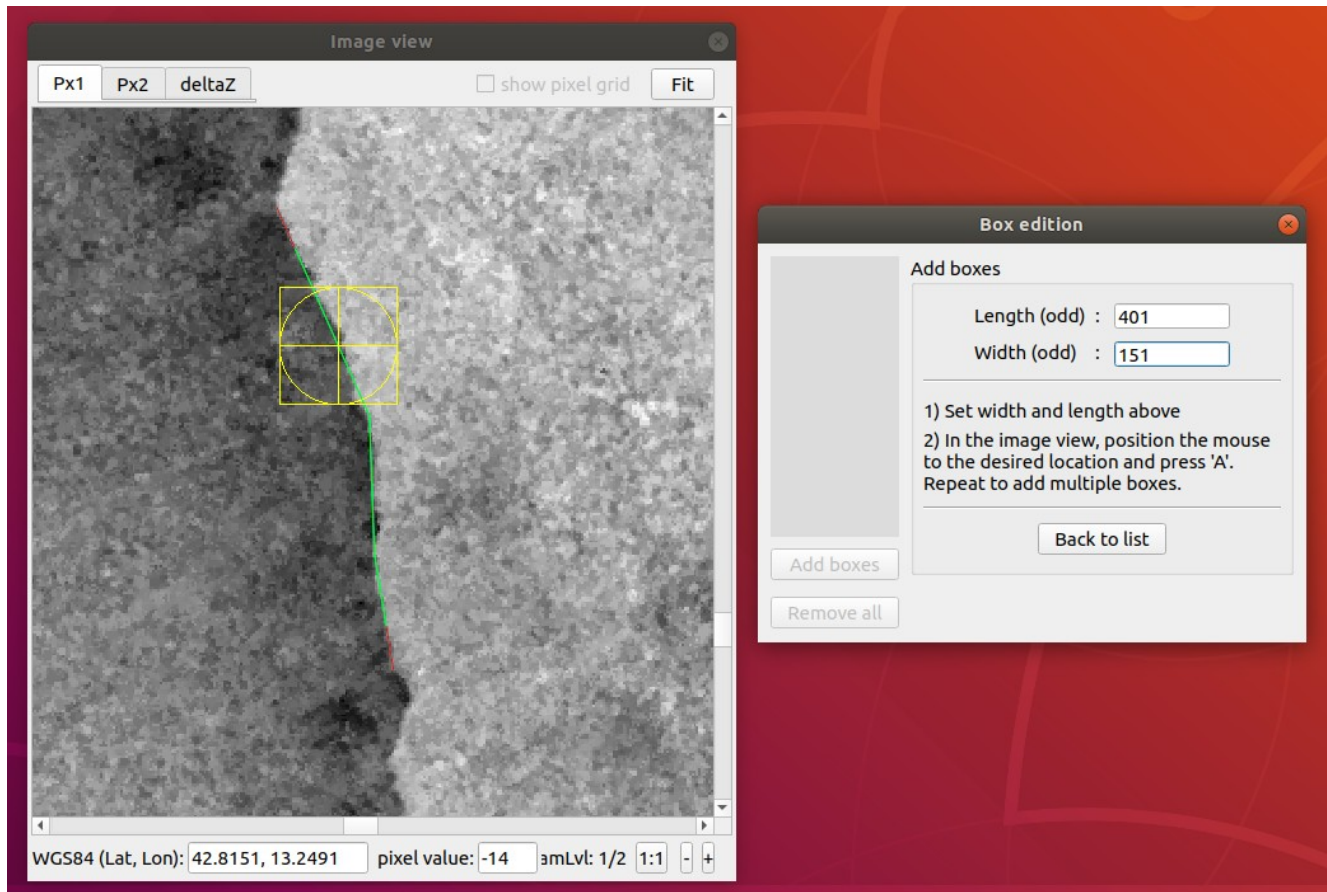 Image view
Px1 Px2 deltaZ show pixel grid Fit
WGS84 (Lat, Lon): 42.8151, 13.2491 pixel value: -14 amLvl: 1/2 1:1 - +
Box edition
Add boxes
Length (odd) : 401
Width (odd) : 151
1) Set width and length above
2) In the image view, position the mouse
to the desired location and press 'A'.
Repeat to add multiple boxes.
Back to list
Add boxes
Remove all